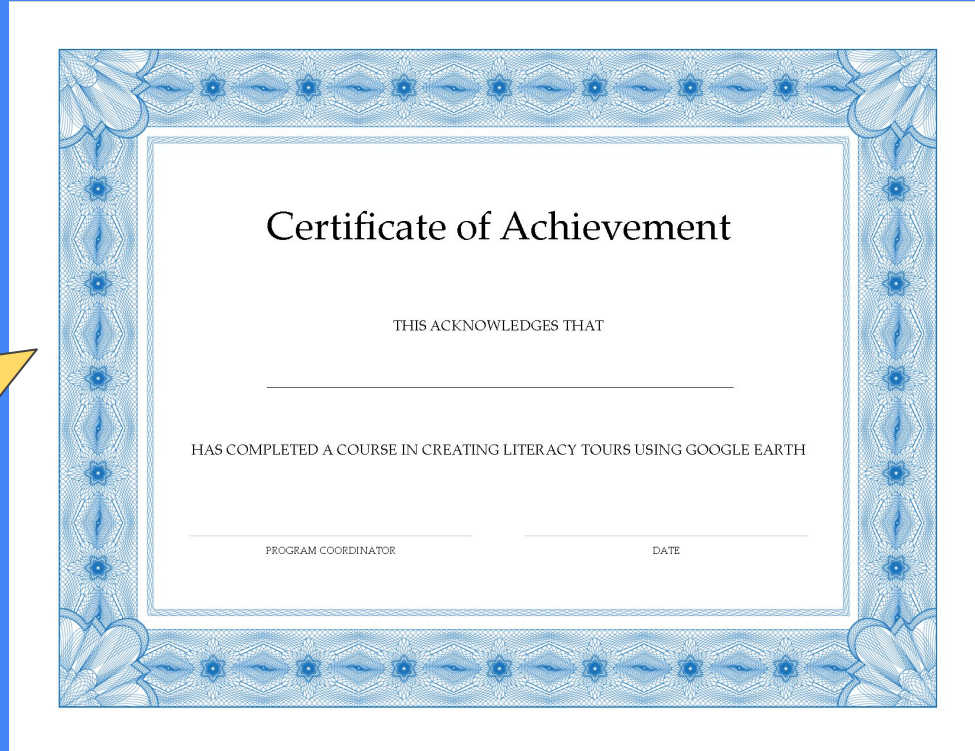 Certificate of Achievement
THIS ACKNOWLEDGES THAT
HAS COMPLETED A COURSE IN CREATING LITERACY TOURS USING GOOGLE EARTH
PROGRAM COORDINATOR
DATE